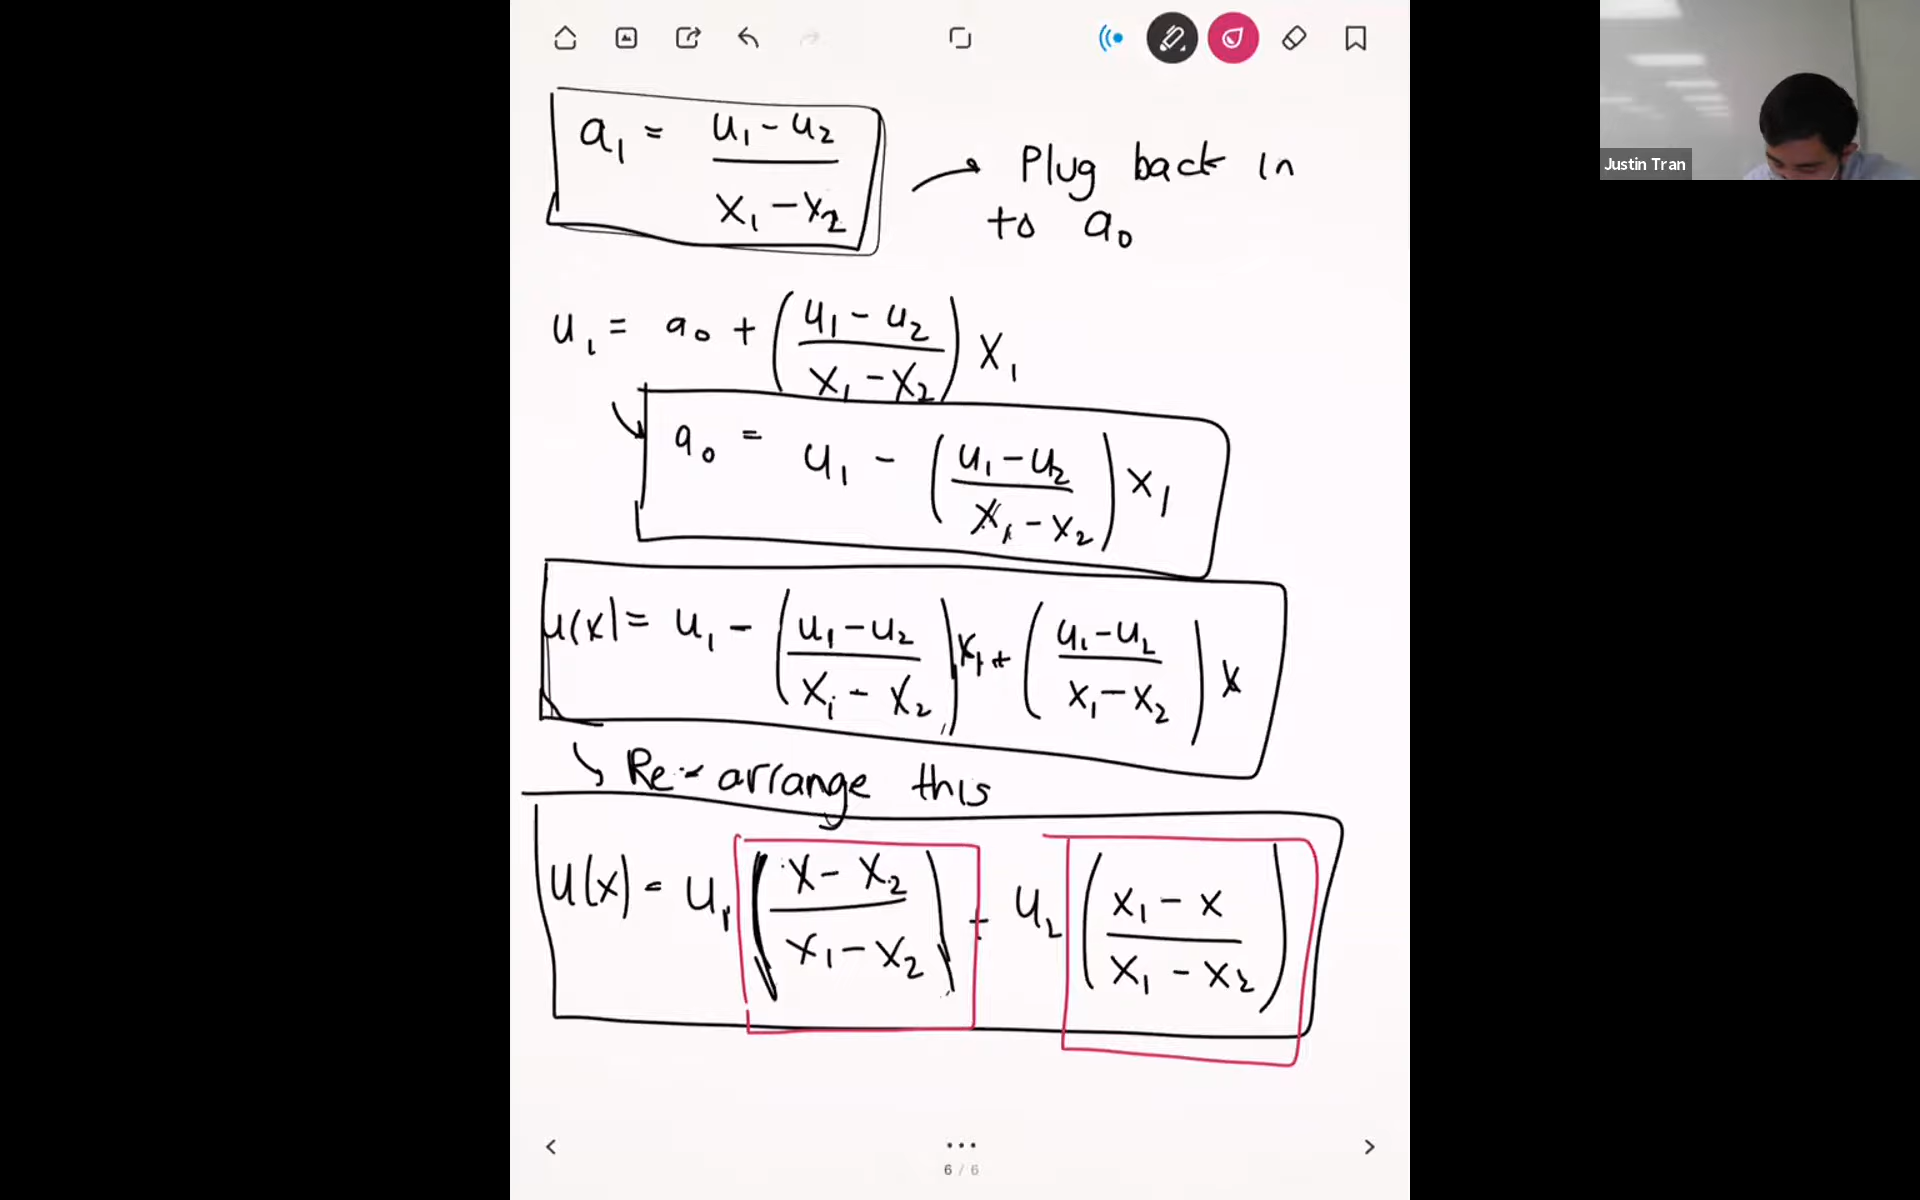 Justin Tran
a₁ = (u₁ - u₂)/(x₁ - x₂) → Plug back in
to a₀
u₁ = a₀ + ((u₁ - u₂)/(x₁ - x₂)) x₁
a₀ = u₁ - ((u₁ - u₂)/(x₁ - x₂)) x₁
u(x) = u₁ - ((u₁ - u₂)/(x₁ - x₂)) x₁ + ((u₁ - u₂)/(x₁ - x₂)) x
↳ Re-arrange this
u(x) = u₁ ((x - x₂)/(x₁ - x₂)) + u₂ ((x₁ - x)/(x₁ - x₂))
6 / 6